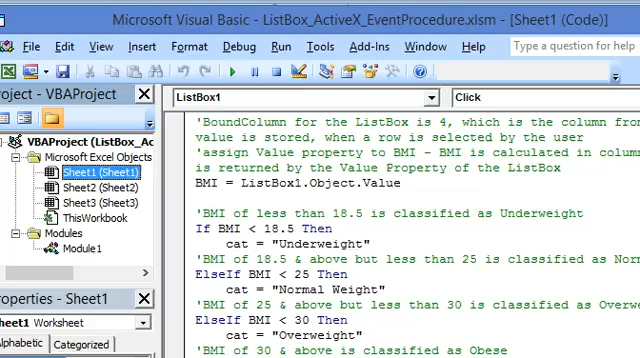 Microsoft Visual Basic - ListBox_ActiveX_EventProcedure.xlsm - [Sheet1 (Code)]
File Edit View Insert Format Debug Run Tools Add-Ins Window Help Type a question for help
roject - VBAProject
ListBox1 Click
VBAProject (ListBox_Ac
Microsoft Excel Objects
Sheet1 (Sheet1)
Sheet2 (Sheet2)
Sheet3 (Sheet3)
ThisWorkbook
Modules
Module1
roperties - Sheet1
heet1 Worksheet
lphabetic Categorized
'BoundColumn for the ListBox is 4, which is the column from
value is stored, when a row is selected by the user
'assign Value property to BMI - BMI is calculated in column
is returned by the Value Property of the ListBox
BMI = ListBox1.Object.Value
'BMI of less than 18.5 is classified as Underweight
If BMI < 18.5 Then
cat = "Underweight"
'BMI of 18.5 & above but less than 25 is classified as Norm
ElseIf BMI < 25 Then
cat = "Normal Weight"
'BMI of 25 & above but less than 30 is classified as Overwe
ElseIf BMI < 30 Then
cat = "Overweight"
'BMI of 30 & above is classified as Obese